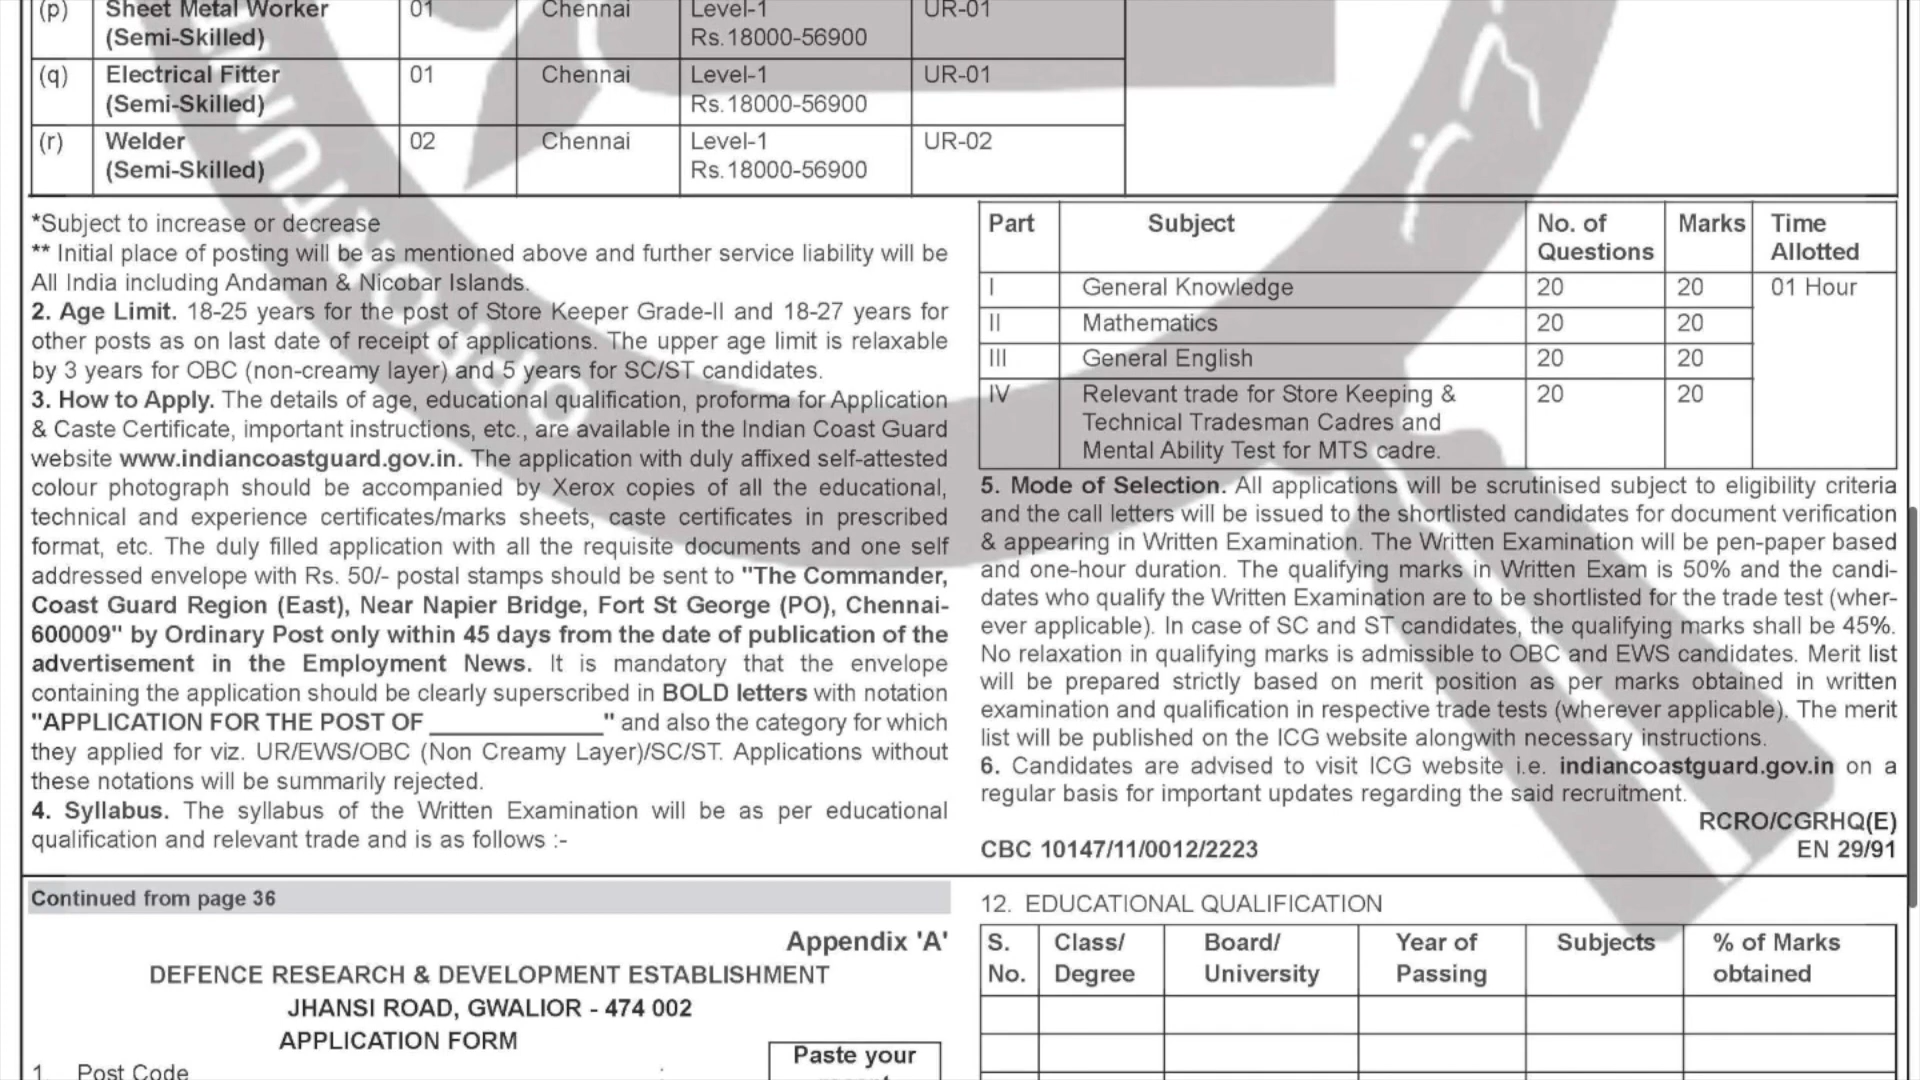 (p) Sheet Metal Worker 01 Chennai Level-1 UR-01
(Semi-Skilled) Rs.18000-56900
(q) Electrical Fitter 01 Chennai Level-1 UR-01
(Semi-Skilled) Rs.18000-56900
(r) Welder 02 Chennai Level-1 UR-02
(Semi-Skilled) Rs.18000-56900
*Subject to increase or decrease
** Initial place of posting will be as mentioned above and further service liability will be
All India including Andaman & Nicobar Islands.
2. Age Limit. 18-25 years for the post of Store Keeper Grade-II and 18-27 years for
other posts as on last date of receipt of applications. The upper age limit is relaxable
by 3 years for OBC (non-creamy layer) and 5 years for SC/ST candidates.
3. How to Apply. The details of age, educational qualification, proforma for Application
& Caste Certificate, important instructions, etc., are available in the Indian Coast Guard
website www.indiancoastguard.gov.in. The application with duly affixed self-attested
colour photograph should be accompanied by Xerox copies of all the educational,
technical and experience certificates/marks sheets, caste certificates in prescribed
format, etc. The duly filled application with all the requisite documents and one self
addressed envelope with Rs. 50/- postal stamps should be sent to "The Commander,
Coast Guard Region (East), Near Napier Bridge, Fort St George (PO), Chennai-
600009" by Ordinary Post only within 45 days from the date of publication of the
advertisement in the Employment News. It is mandatory that the envelope
containing the application should be clearly superscribed in BOLD letters with notation
"APPLICATION FOR THE POST OF ______________" and also the category for which
they applied for viz. UR/EWS/OBC (Non Creamy Layer)/SC/ST. Applications without
these notations will be summarily rejected.
4. Syllabus. The syllabus of the Written Examination will be as per educational
qualification and relevant trade and is as follows :-
Part Subject No. of Marks Time
Questions Allotted
I General Knowledge 20 20 01 Hour
II Mathematics 20 20
III General English 20 20
IV Relevant trade for Store Keeping & 20 20
Technical Tradesman Cadres and
Mental Ability Test for MTS cadre.
5. Mode of Selection. All applications will be scrutinised subject to eligibility criteria
and the call letters will be issued to the shortlisted candidates for document verification
& appearing in Written Examination. The Written Examination will be pen-paper based
and one-hour duration. The qualifying marks in Written Exam is 50% and the candi-
dates who qualify the Written Examination are to be shortlisted for the trade test (wher-
ever applicable). In case of SC and ST candidates, the qualifying marks shall be 45%.
No relaxation in qualifying marks is admissible to OBC and EWS candidates. Merit list
will be prepared strictly based on merit position as per marks obtained in written
examination and qualification in respective trade tests (wherever applicable). The merit
list will be published on the ICG website alongwith necessary instructions.
6. Candidates are advised to visit ICG website i.e. indiancoastguard.gov.in on a
regular basis for important updates regarding the said recruitment.
RCRO/CGRHQ(E)
CBC 10147/11/0012/2223 EN 29/91
Continued from page 36
Appendix 'A'
DEFENCE RESEARCH & DEVELOPMENT ESTABLISHMENT
JHANSI ROAD, GWALIOR - 474 002
APPLICATION FORM
1. Post Code :
Paste your
12. EDUCATIONAL QUALIFICATION
S. Class/ Board/ Year of Subjects % of Marks
No. Degree University Passing obtained